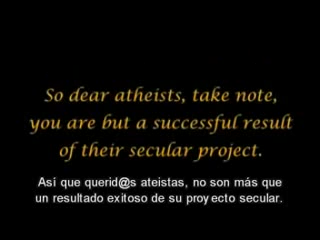 So dear atheists, take note,
you are but a successful result
of their secular project.
Así que querid@s ateistas, no son más que
un resultado exitoso de su proyecto secular.